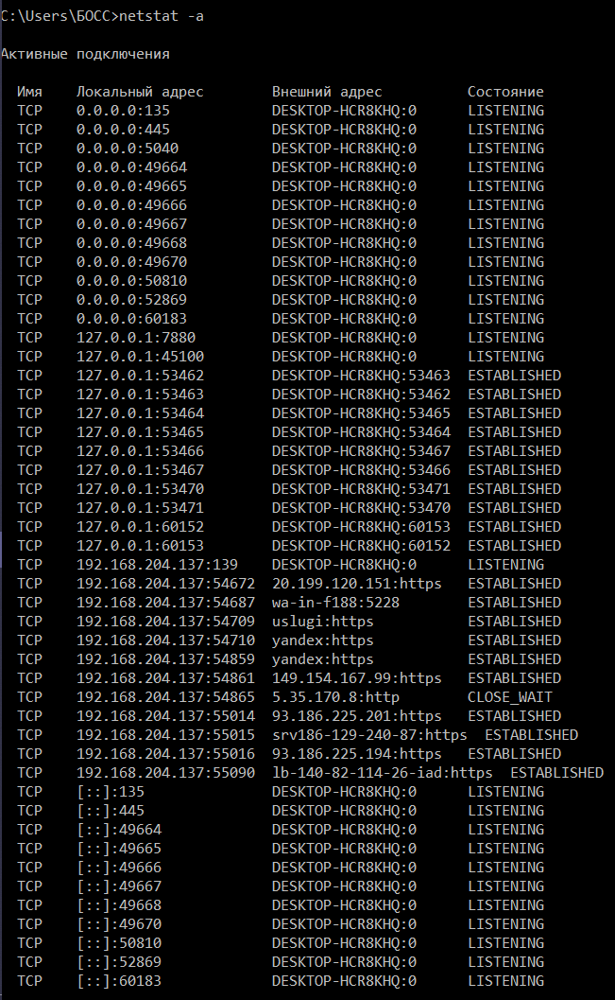 C:\Users\БОСС>netstat -a
Активные подключения
Имя Локальный адрес Внешний адрес Состояние
TCP 0.0.0.0:135 DESKTOP-HCR8KHQ:0 LISTENING
TCP 0.0.0.0:445 DESKTOP-HCR8KHQ:0 LISTENING
TCP 0.0.0.0:5040 DESKTOP-HCR8KHQ:0 LISTENING
TCP 0.0.0.0:49664 DESKTOP-HCR8KHQ:0 LISTENING
TCP 0.0.0.0:49665 DESKTOP-HCR8KHQ:0 LISTENING
TCP 0.0.0.0:49666 DESKTOP-HCR8KHQ:0 LISTENING
TCP 0.0.0.0:49667 DESKTOP-HCR8KHQ:0 LISTENING
TCP 0.0.0.0:49668 DESKTOP-HCR8KHQ:0 LISTENING
TCP 0.0.0.0:49670 DESKTOP-HCR8KHQ:0 LISTENING
TCP 0.0.0.0:50810 DESKTOP-HCR8KHQ:0 LISTENING
TCP 0.0.0.0:52869 DESKTOP-HCR8KHQ:0 LISTENING
TCP 0.0.0.0:60183 DESKTOP-HCR8KHQ:0 LISTENING
TCP 127.0.0.1:7880 DESKTOP-HCR8KHQ:0 LISTENING
TCP 127.0.0.1:45100 DESKTOP-HCR8KHQ:0 LISTENING
TCP 127.0.0.1:53462 DESKTOP-HCR8KHQ:53463 ESTABLISHED
TCP 127.0.0.1:53463 DESKTOP-HCR8KHQ:53462 ESTABLISHED
TCP 127.0.0.1:53464 DESKTOP-HCR8KHQ:53465 ESTABLISHED
TCP 127.0.0.1:53465 DESKTOP-HCR8KHQ:53464 ESTABLISHED
TCP 127.0.0.1:53466 DESKTOP-HCR8KHQ:53467 ESTABLISHED
TCP 127.0.0.1:53467 DESKTOP-HCR8KHQ:53466 ESTABLISHED
TCP 127.0.0.1:53470 DESKTOP-HCR8KHQ:53471 ESTABLISHED
TCP 127.0.0.1:53471 DESKTOP-HCR8KHQ:53470 ESTABLISHED
TCP 127.0.0.1:60152 DESKTOP-HCR8KHQ:60153 ESTABLISHED
TCP 127.0.0.1:60153 DESKTOP-HCR8KHQ:60152 ESTABLISHED
TCP 192.168.204.137:139 DESKTOP-HCR8KHQ:0 LISTENING
TCP 192.168.204.137:54672 20.199.120.151:https ESTABLISHED
TCP 192.168.204.137:54687 wa-in-f188:5228 ESTABLISHED
TCP 192.168.204.137:54709 uslugi:https ESTABLISHED
TCP 192.168.204.137:54710 yandex:https ESTABLISHED
TCP 192.168.204.137:54859 yandex:https ESTABLISHED
TCP 192.168.204.137:54861 149.154.167.99:https ESTABLISHED
TCP 192.168.204.137:54865 5.35.170.8:http CLOSE_WAIT
TCP 192.168.204.137:55014 93.186.225.201:https ESTABLISHED
TCP 192.168.204.137:55015 srv186-129-240-87:https ESTABLISHED
TCP 192.168.204.137:55016 93.186.225.194:https ESTABLISHED
TCP 192.168.204.137:55090 lb-140-82-114-26-iad:https ESTABLISHED
TCP [::]:135 DESKTOP-HCR8KHQ:0 LISTENING
TCP [::]:445 DESKTOP-HCR8KHQ:0 LISTENING
TCP [::]:49664 DESKTOP-HCR8KHQ:0 LISTENING
TCP [::]:49665 DESKTOP-HCR8KHQ:0 LISTENING
TCP [::]:49666 DESKTOP-HCR8KHQ:0 LISTENING
TCP [::]:49667 DESKTOP-HCR8KHQ:0 LISTENING
TCP [::]:49668 DESKTOP-HCR8KHQ:0 LISTENING
TCP [::]:49670 DESKTOP-HCR8KHQ:0 LISTENING
TCP [::]:50810 DESKTOP-HCR8KHQ:0 LISTENING
TCP [::]:52869 DESKTOP-HCR8KHQ:0 LISTENING
TCP [::]:60183 DESKTOP-HCR8KHQ:0 LISTENING